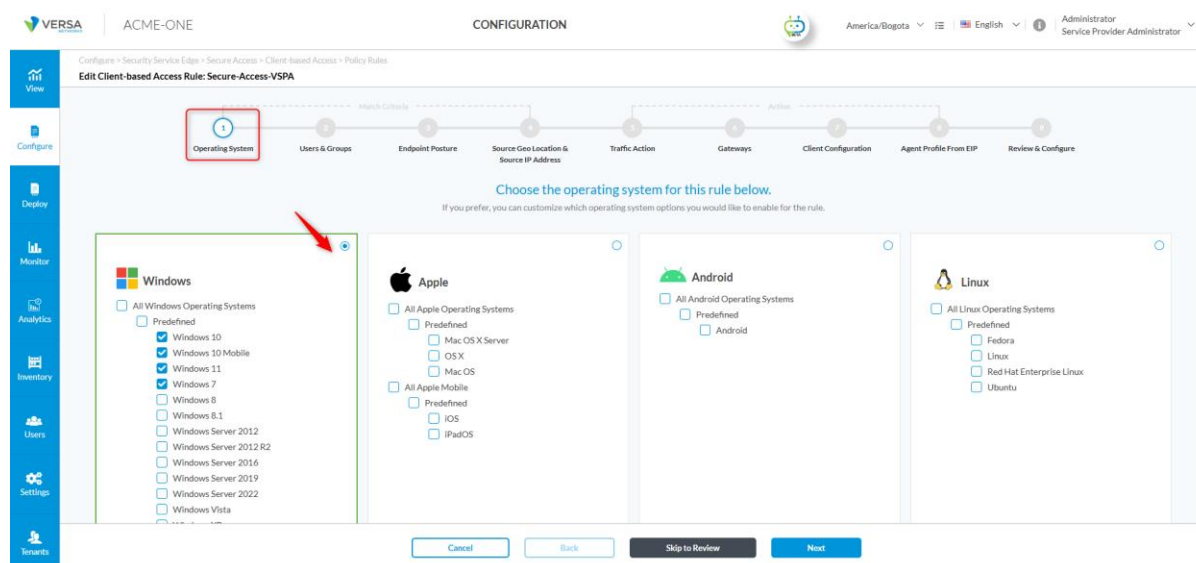 VERSA
NETWORKS
ACME-ONE
CONFIGURATION
America/Bogota
English
Administrator
Service Provider Administrator
Configure > Security Service Edge > Secure Access > Client-based Access > Policy Rules
Edit Client-based Access Rule: Secure-Access-VSPA
View
Configure
Deploy
Monitor
Analytics
Inventory
Users
Settings
Tenants
Match Criteria
Action
1
2
3
4
5
6
7
8
9
Operating System
Users & Groups
Endpoint Posture
Source Geo Location &
Source IP Address
Traffic Action
Gateways
Client Configuration
Agent Profile From EIP
Review & Configure
Choose the operating system for this rule below.
If you prefer, you can customize which operating system options you would like to enable for the rule.
Windows
All Windows Operating Systems
Predefined
Windows 10
Windows 10 Mobile
Windows 11
Windows 7
Windows 8
Windows 8.1
Windows Server 2012
Windows Server 2012 R2
Windows Server 2016
Windows Server 2019
Windows Server 2022
Windows Vista
Apple
All Apple Operating Systems
Predefined
Mac OS X Server
OS X
Mac OS
All Apple Mobile
Predefined
iOS
iPadOS
Android
All Android Operating Systems
Predefined
Android
Linux
All Linux Operating Systems
Predefined
Fedora
Linux
Red Hat Enterprise Linux
Ubuntu
Cancel
Back
Skip to Review
Next